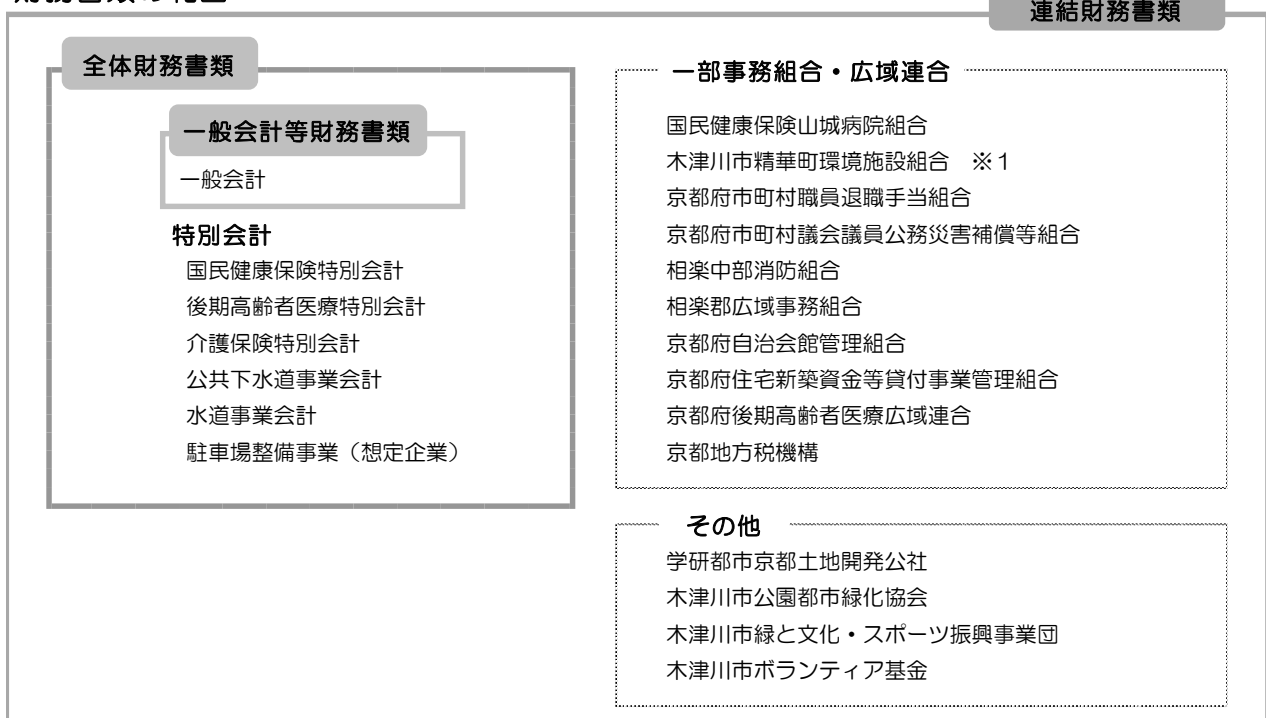 財務書類の範囲
連結財務書類
全体財務書類
一般会計等財務書類
一般会計
特別会計
国民健康保険特別会計
後期高齢者医療特別会計
介護保険特別会計
公共下水道事業会計
水道事業会計
駐車場整備事業（想定企業）
一部事務組合・広域連合
国民健康保険山城病院組合
木津川市精華町環境施設組合　※１
京都府市町村職員退職手当組合
京都府市町村議会議員公務災害補償等組合
相楽中部消防組合
相楽郡広域事務組合
京都府自治会館管理組合
京都府住宅新築資金等貸付事業管理組合
京都府後期高齢者医療広域連合
京都地方税機構
その他
学研都市京都土地開発公社
木津川市公園都市緑化協会
木津川市緑と文化・スポーツ振興事業団
木津川市ボランティア基金